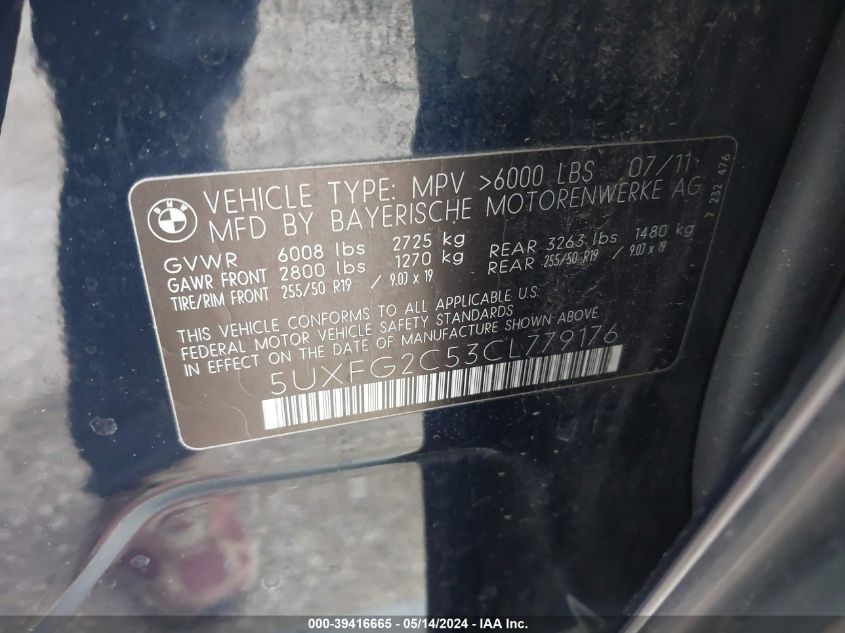 BMW
VEHICLE TYPE: MPV >6000 LBS 07/11
MFD BY BAYERISCHE MOTORENWERKE AG
7 232 476
GVWR 6008 lbs 2725 kg
GAWR FRONT 2800 lbs 1270 kg REAR 3263 lbs 1480 kg
TIRE/RIM FRONT 255/50 R19 / 9.0J x 19 REAR 255/50 R19 / 9.0J x 19
THIS VEHICLE CONFORMS TO ALL APPLICABLE U.S.
FEDERAL MOTOR VEHICLE SAFETY STANDARDS
IN EFFECT ON THE DATE OF MANUFACTURE SHOWN ABOVE.
5UXFG2C53CL779176
000-39416665 - 05/14/2024 - IAA Inc.